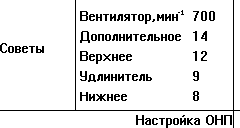 Вентилятор,мин⁻¹ 700
Дополнительное 14
Советы
Верхнее 12
Удлинитель 9
Нижнее 8
Настройка ОНП